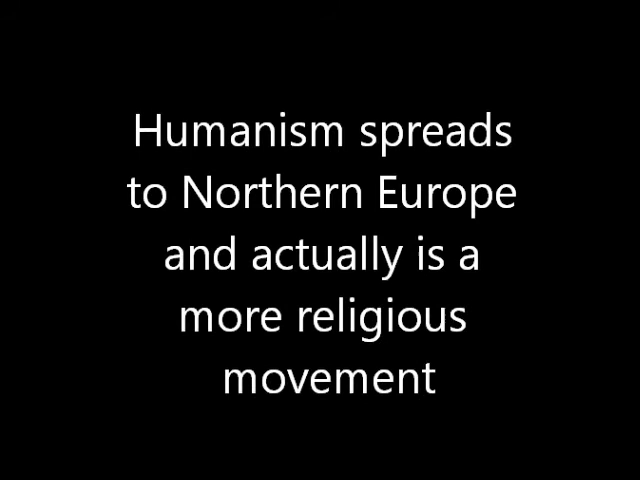 Humanism spreads
to Northern Europe
and actually is a
more religious
movement